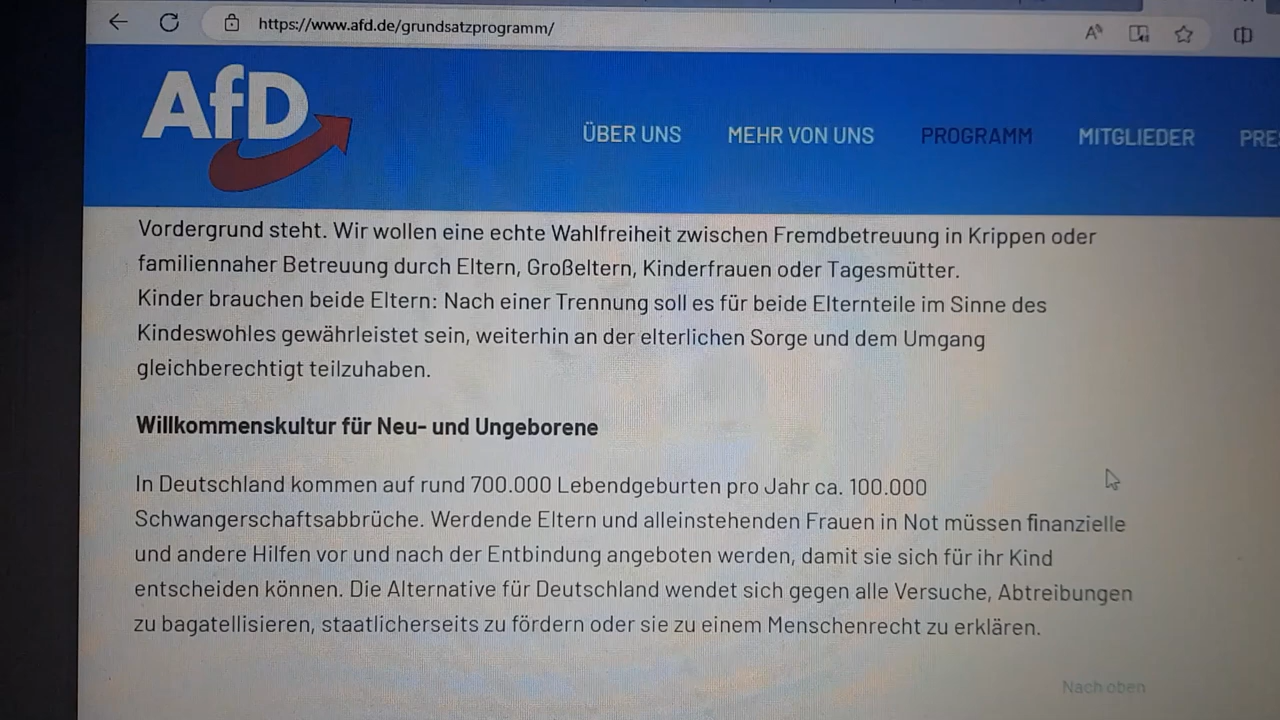 https://www.afd.de/grundsatzprogramm/
AfD
ÜBER UNS
MEHR VON UNS
PROGRAMM
MITGLIEDER
PRE
Vordergrund steht. Wir wollen eine echte Wahlfreiheit zwischen Fremdbetreuung in Krippen oder
familiennaher Betreuung durch Eltern, Großeltern, Kinderfrauen oder Tagesmütter.
Kinder brauchen beide Eltern: Nach einer Trennung soll es für beide Elternteile im Sinne des
Kindeswohles gewährleistet sein, weiterhin an der elterlichen Sorge und dem Umgang
gleichberechtigt teilzuhaben.
Willkommenskultur für Neu- und Ungeborene
In Deutschland kommen auf rund 700.000 Lebendgeburten pro Jahr ca. 100.000
Schwangerschaftsabbrüche. Werdende Eltern und alleinstehenden Frauen in Not müssen finanzielle
und andere Hilfen vor und nach der Entbindung angeboten werden, damit sie sich für ihr Kind
entscheiden können. Die Alternative für Deutschland wendet sich gegen alle Versuche, Abtreibungen
zu bagatellisieren, staatlicherseits zu fördern oder sie zu einem Menschenrecht zu erklären.
Nach oben